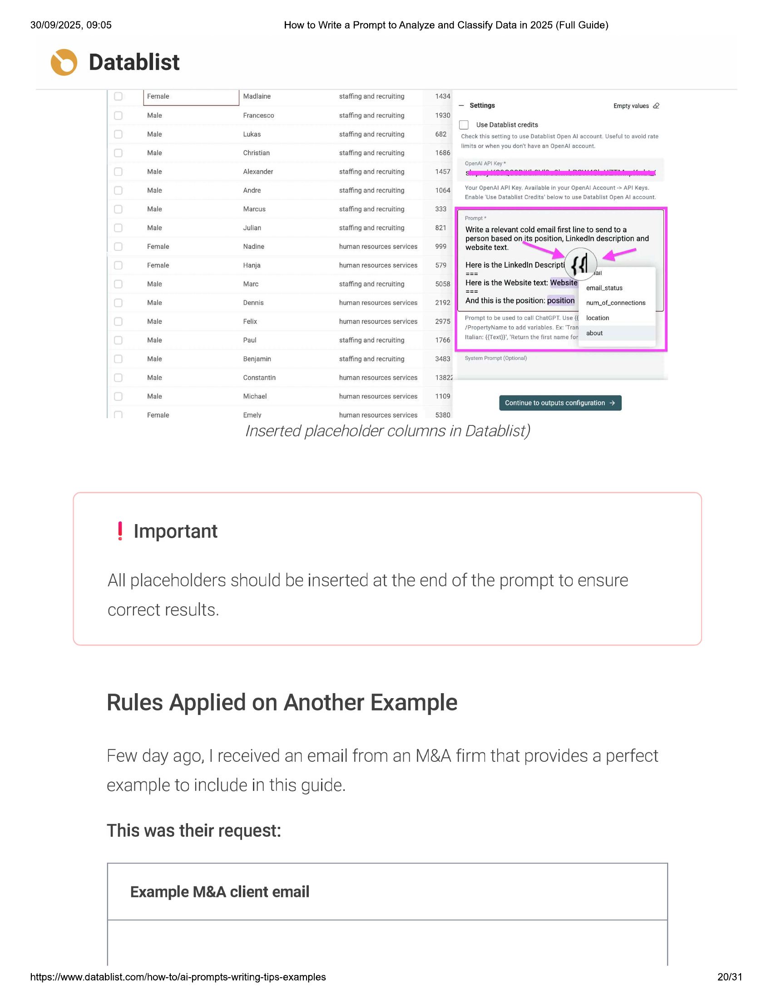 30/09/2025, 09:05 How to Write a Prompt to Analyze and Classify Data in 2025 (Full Guide)
Datablist
Female Madlaine staffing and recruiting 1434
Male Francesco staffing and recruiting 1930
Male Lukas staffing and recruiting 682
Male Christian staffing and recruiting 1686
Male Alexander staffing and recruiting 1457
Male Andre staffing and recruiting 1064
Male Marcus staffing and recruiting 333
Male Julian staffing and recruiting 821
Female Nadine human resources services 999
Female Hanja human resources services 579
Male Marc staffing and recruiting 5058
Male Dennis human resources services 2192
Male Felix human resources services 2975
Male Paul staffing and recruiting 1766
Male Benjamin staffing and recruiting 3483
Male Constantin human resources services 13822
Male Michael human resources services 1109
Female Emely human resources services 5380
Settings Empty values
Use Datablist credits
Check this setting to use Datablist Open AI account. Useful to avoid rate
limits or when you don't have an OpenAI account.
OpenAI API Key *
Your OpenAI API Key. Available in your OpenAI Account -> API Keys.
Enable 'Use Datablist Credits' below to use Datablist Open AI account.
Prompt *
Write a relevant cold email first line to send to a
person based on its position, LinkedIn description and
website text.
Here is the LinkedIn Descripti {{
===
Here is the Website text: Website
===
And this is the position: position
ail
email_status
num_of_connections
location
about
Prompt to be used to call ChatGPT. Use {{
/PropertyName to add variables. Ex: 'Tran
Italian: {{Text}}', 'Return the first name for
System Prompt (Optional)
Continue to outputs configuration →
Inserted placeholder columns in Datablist)
❗ Important
All placeholders should be inserted at the end of the prompt to ensure
correct results.
Rules Applied on Another Example
Few day ago, I received an email from an M&A firm that provides a perfect
example to include in this guide.
This was their request:
Example M&A client email
https://www.datablist.com/how-to/ai-prompts-writing-tips-examples 20/31